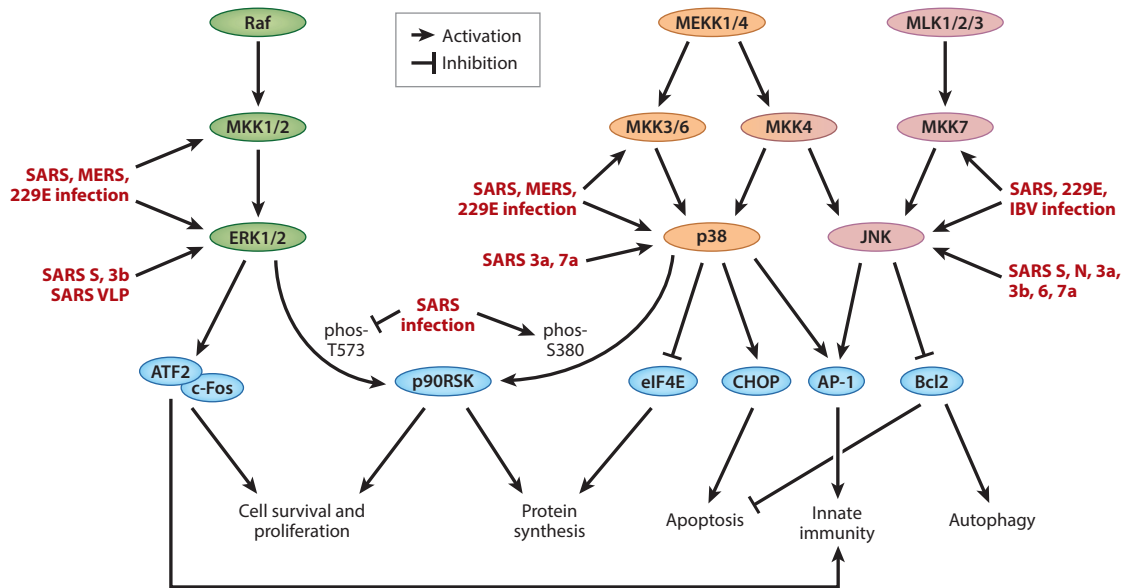 Raf
MEKK1/4
MLK1/2/3
Activation
Inhibition
MKK1/2
MKK3/6
MKK4
MKK7
SARS, MERS,
229E infection
SARS, MERS,
229E infection
SARS, 229E,
IBV infection
ERK1/2
p38
JNK
SARS S, 3b
SARS VLP
SARS 3a, 7a
SARS S, N, 3a,
3b, 6, 7a
SARS
infection
phos-
T573
phos-
S380
ATF2
c-Fos
p90RSK
eIF4E
CHOP
AP-1
Bcl2
Cell survival and
proliferation
Protein
synthesis
Apoptosis
Innate
immunity
Autophagy